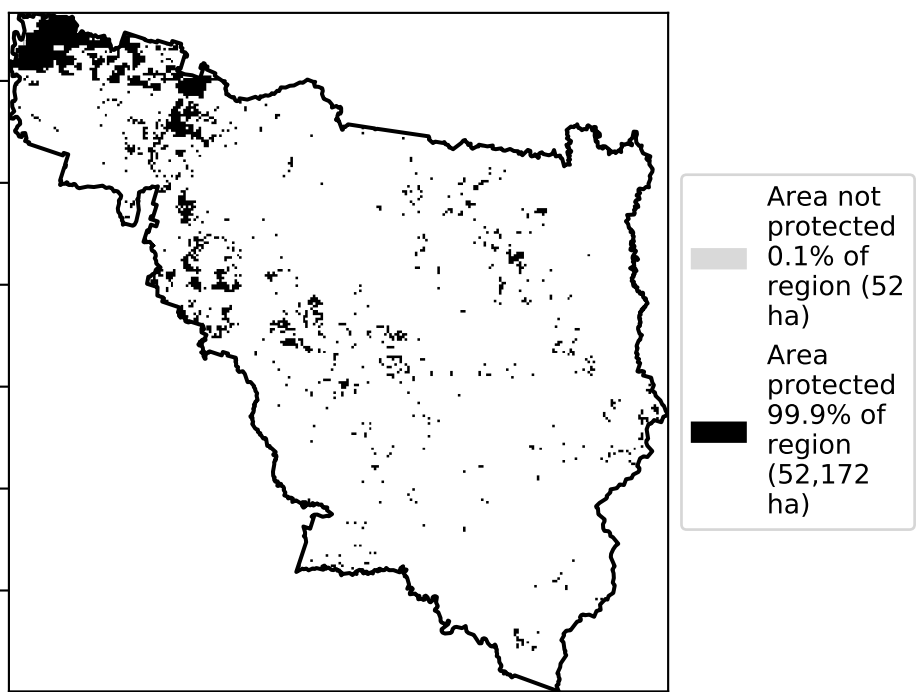 Area not
protected
0.1% of
region (52
ha)
Area
protected
99.9% of
region
(52,172
ha)